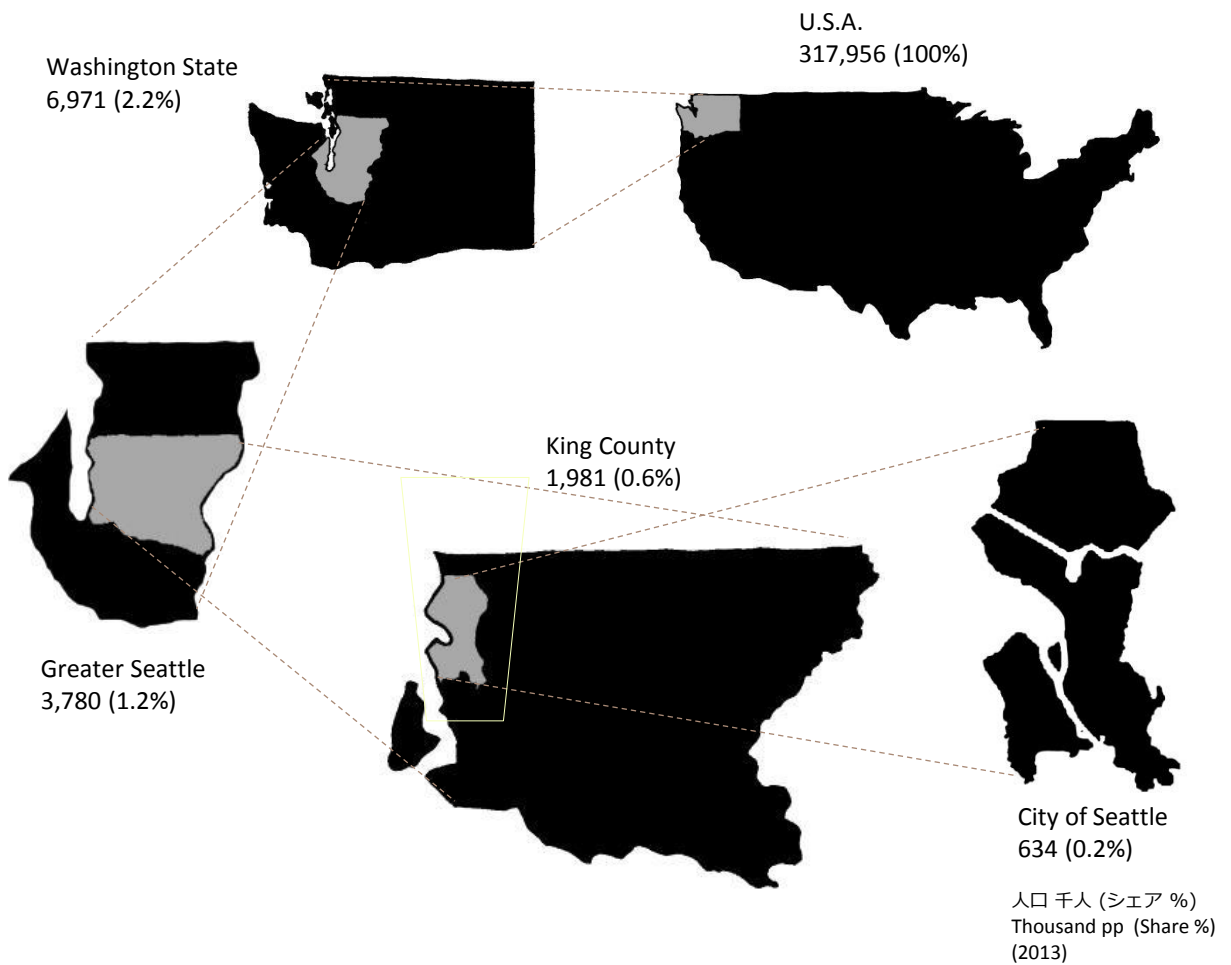 U.S.A.
317,956 (100%)
Washington State
6,971 (2.2%)
King County
1,981 (0.6%)
Greater Seattle
3,780 (1.2%)
City of Seattle
634 (0.2%)
人口 千人 (シェア %)
Thousand pp (Share %)
(2013)